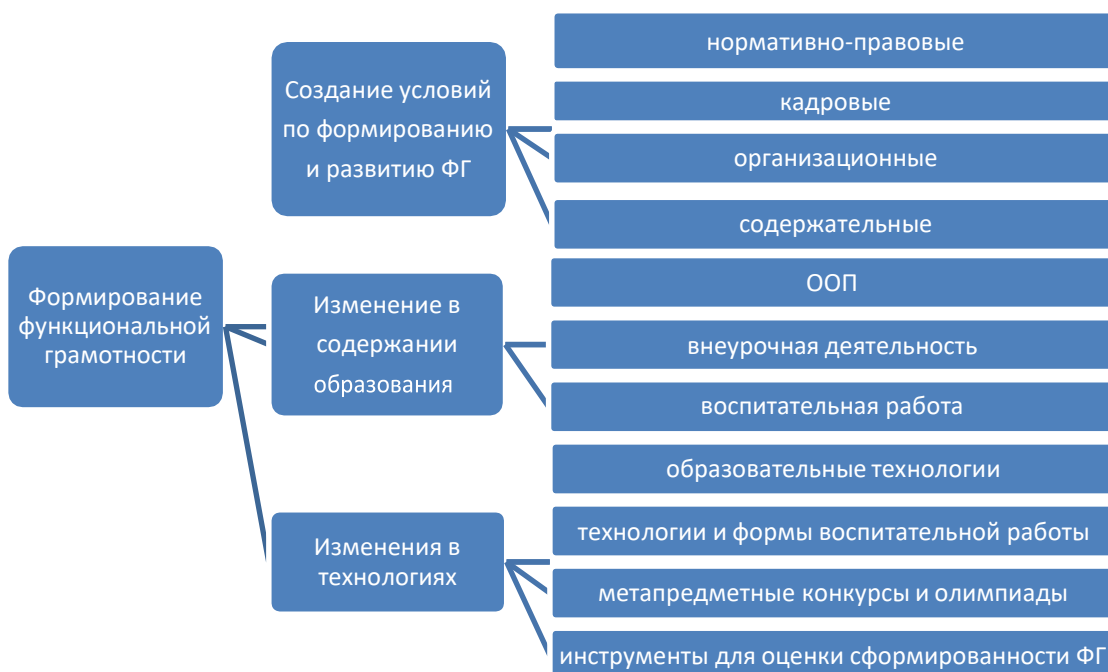 Формирование
функциональной
грамотности
Создание условий
по формированию
и развитию ФГ
нормативно-правовые
кадровые
организационные
содержательные
Изменение в
содержании
образования
ООП
внеурочная деятельность
воспитательная работа
Изменения в
технологиях
образовательные технологии
технологии и формы воспитательной работы
метапредметные конкурсы и олимпиады
инструменты для оценки сформированности ФГ